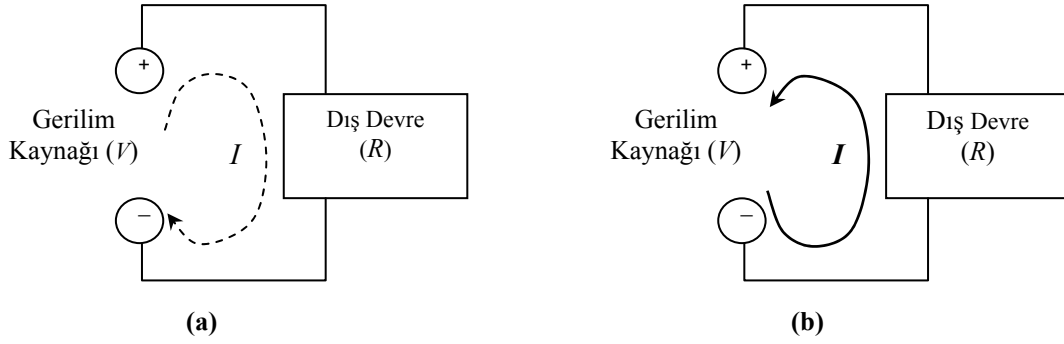 +
Gerilim
Kaynağı (V)
I
Dış Devre
(R)
−
(a)
+
Gerilim
Kaynağı (V)
I
Dış Devre
(R)
−
(b)